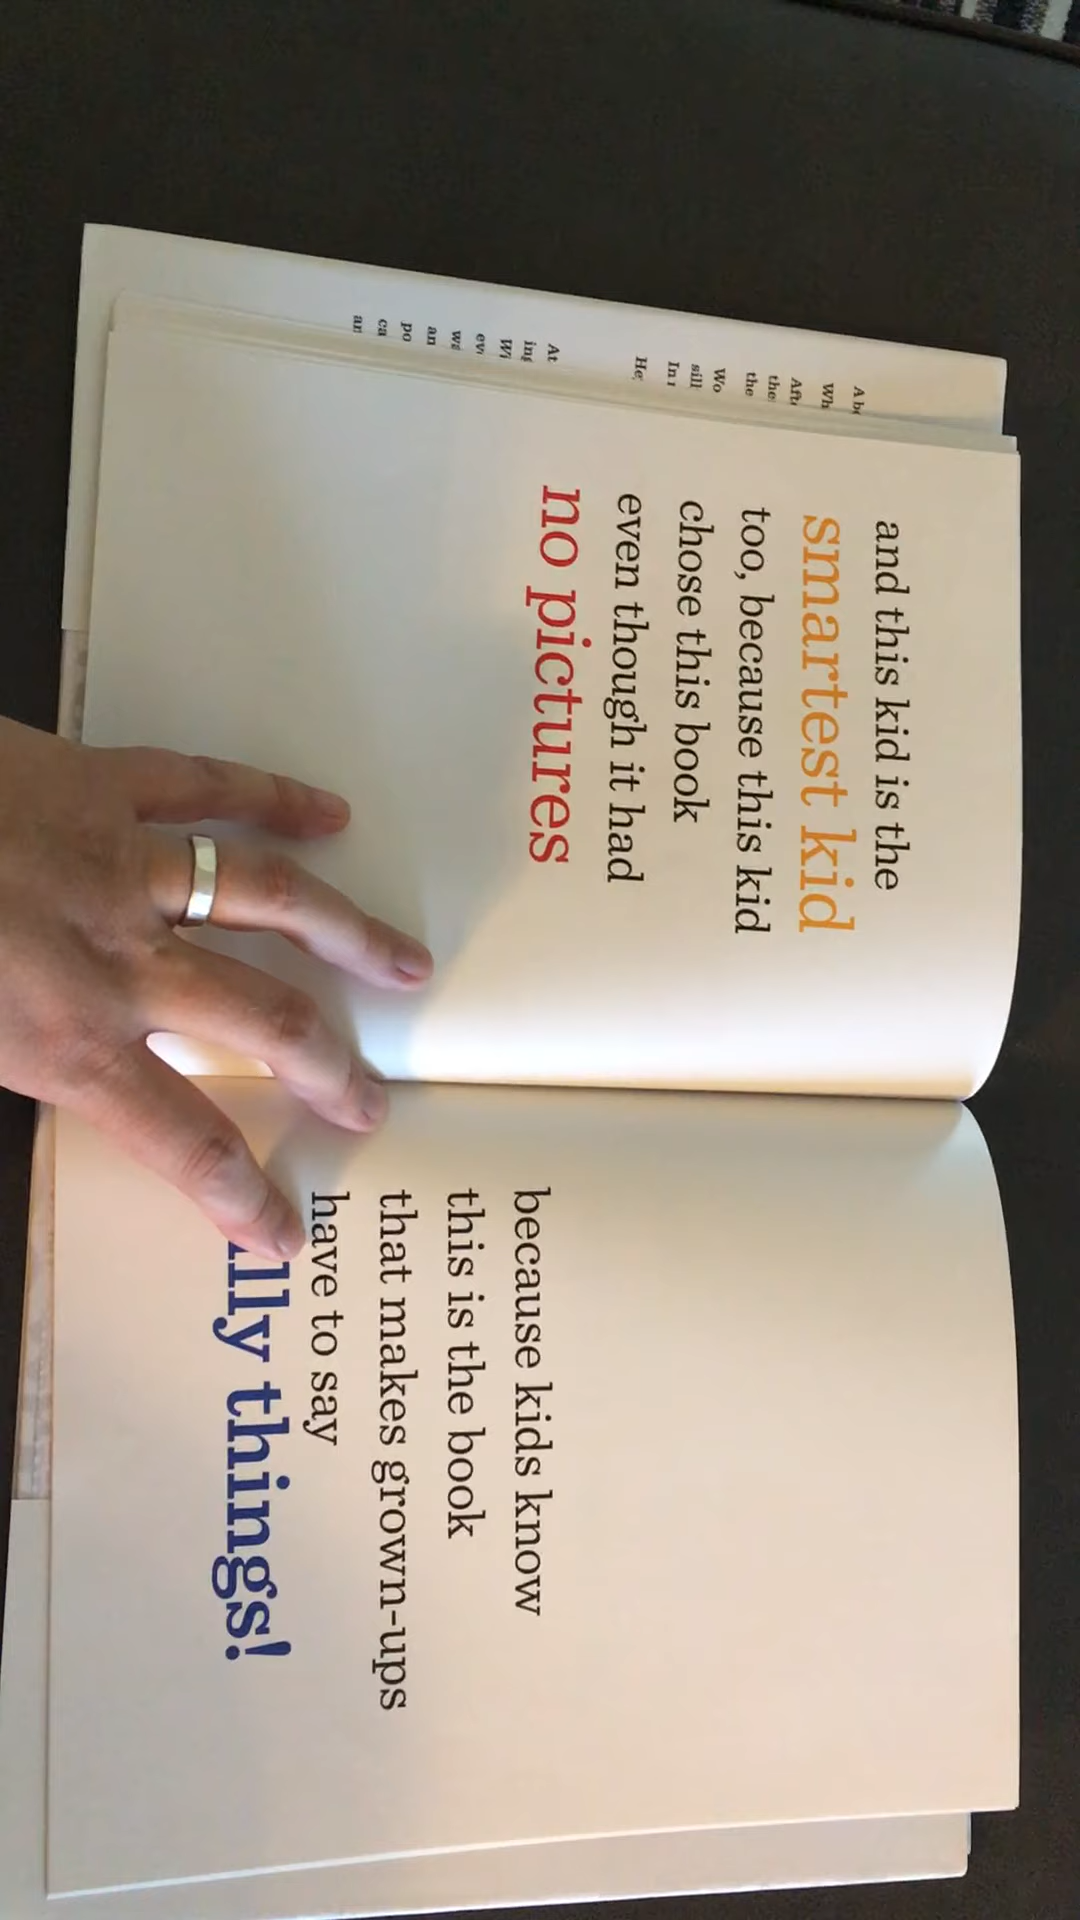 and this kid is the
smartest kid
too, because this kid
chose this book
even though it had
no pictures
because kids know
this is the book
that makes grown-ups
have to say
things!